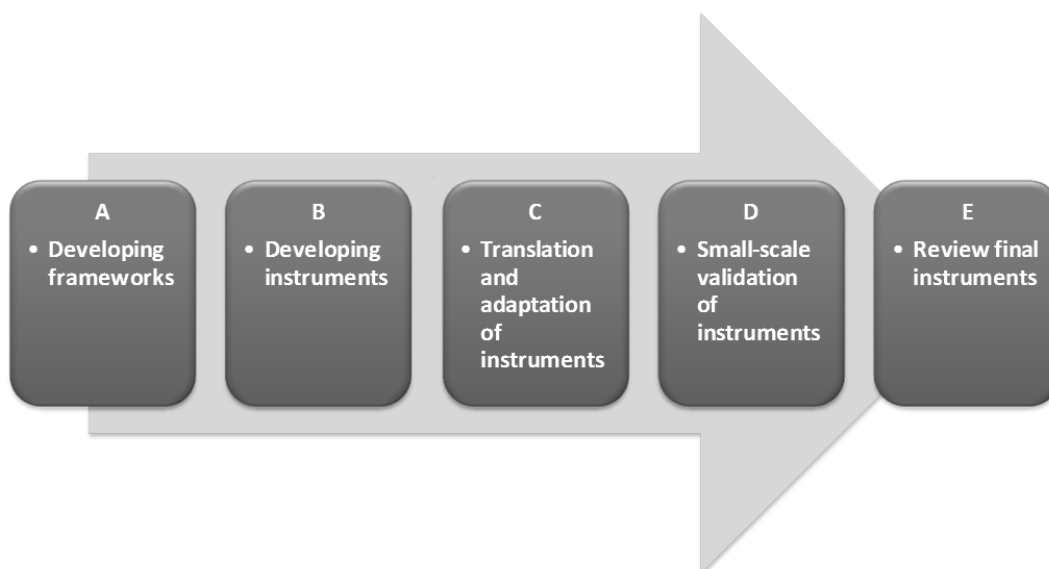 A
• Developing
frameworks
B
• Developing
instruments
C
• Translation
and
adaptation
of
instruments
D
• Small-scale
validation
of
instruments
E
• Review final
instruments